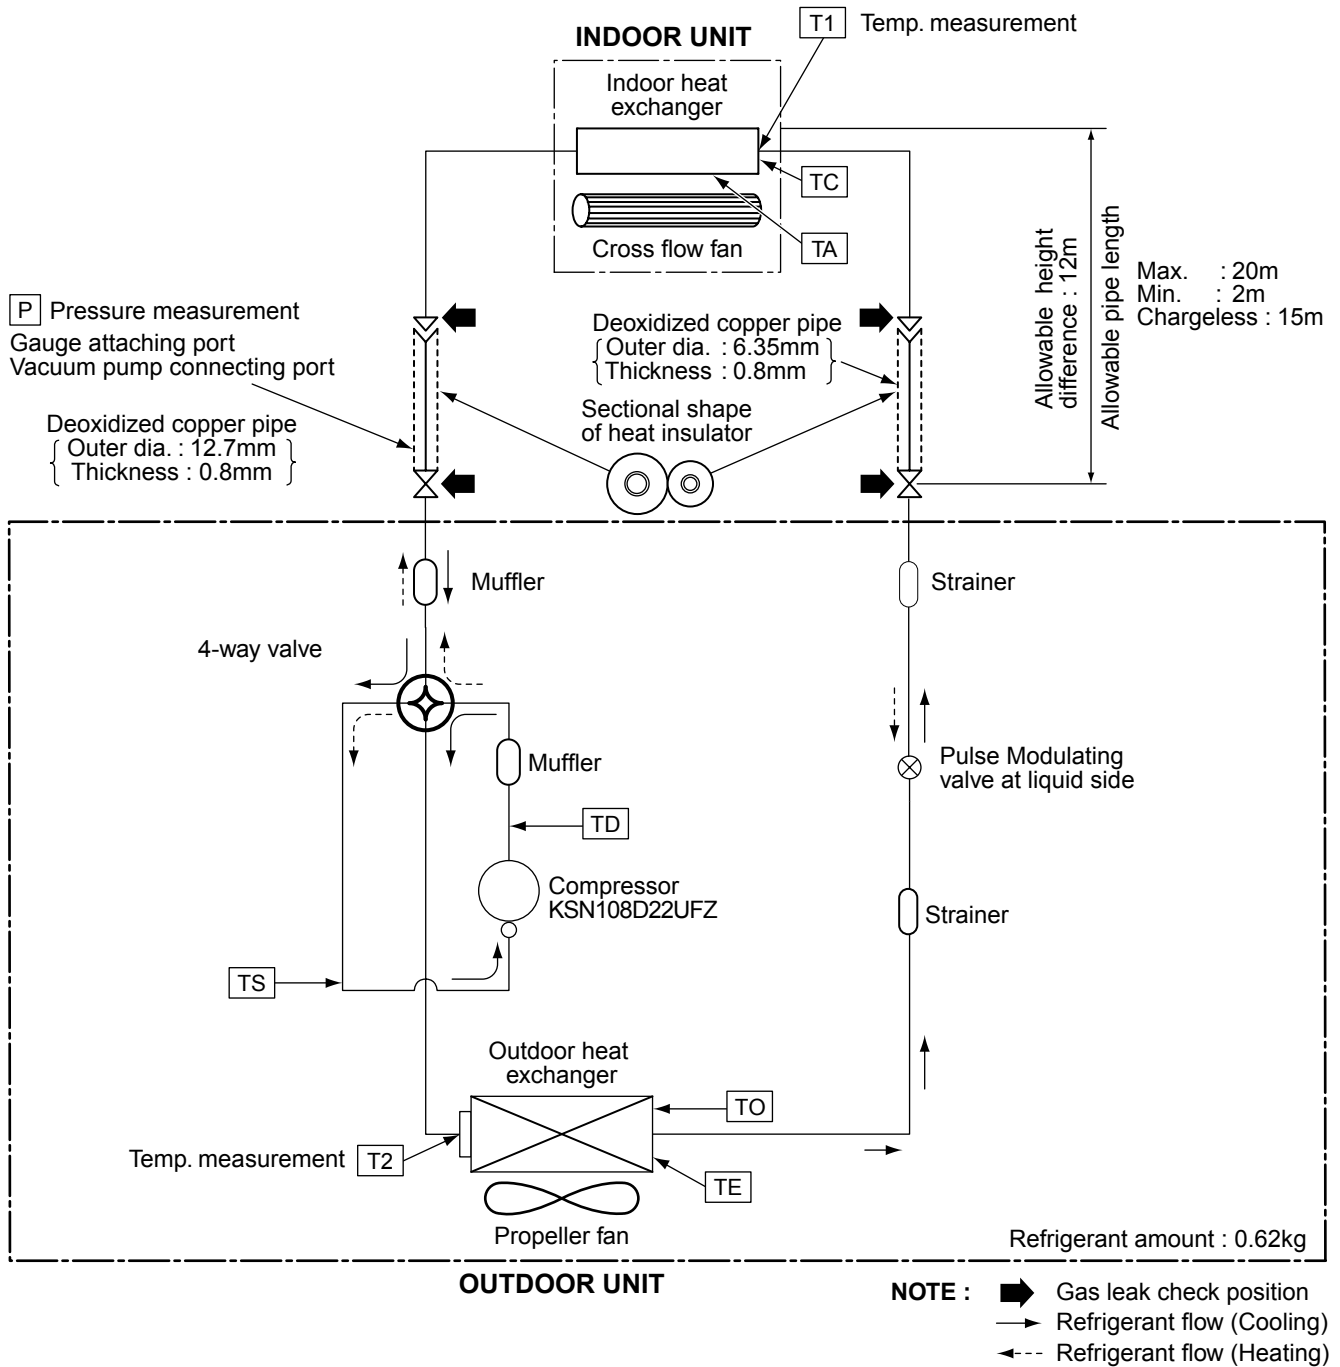 T1 Temp. measurement
INDOOR UNIT
Indoor heat
exchanger
TC
Cross flow fan
TA
Allowable height
difference : 12m
Allowable pipe length
Max. : 20m
Min. : 2m
Chargeless : 15m
P Pressure measurement
Gauge attaching port
Vacuum pump connecting port
Deoxidized copper pipe
Outer dia. : 12.7mm
Thickness : 0.8mm
Deoxidized copper pipe
Outer dia. : 6.35mm
Thickness : 0.8mm
Sectional shape
of heat insulator
Muffler
Strainer
4-way valve
Muffler
Pulse Modulating
valve at liquid side
TD
Compressor
KSN108D22UFZ
Strainer
TS
Outdoor heat
exchanger
TO
Temp. measurement T2
TE
Propeller fan
Refrigerant amount : 0.62kg
OUTDOOR UNIT
NOTE :
Gas leak check position
Refrigerant flow (Cooling)
Refrigerant flow (Heating)